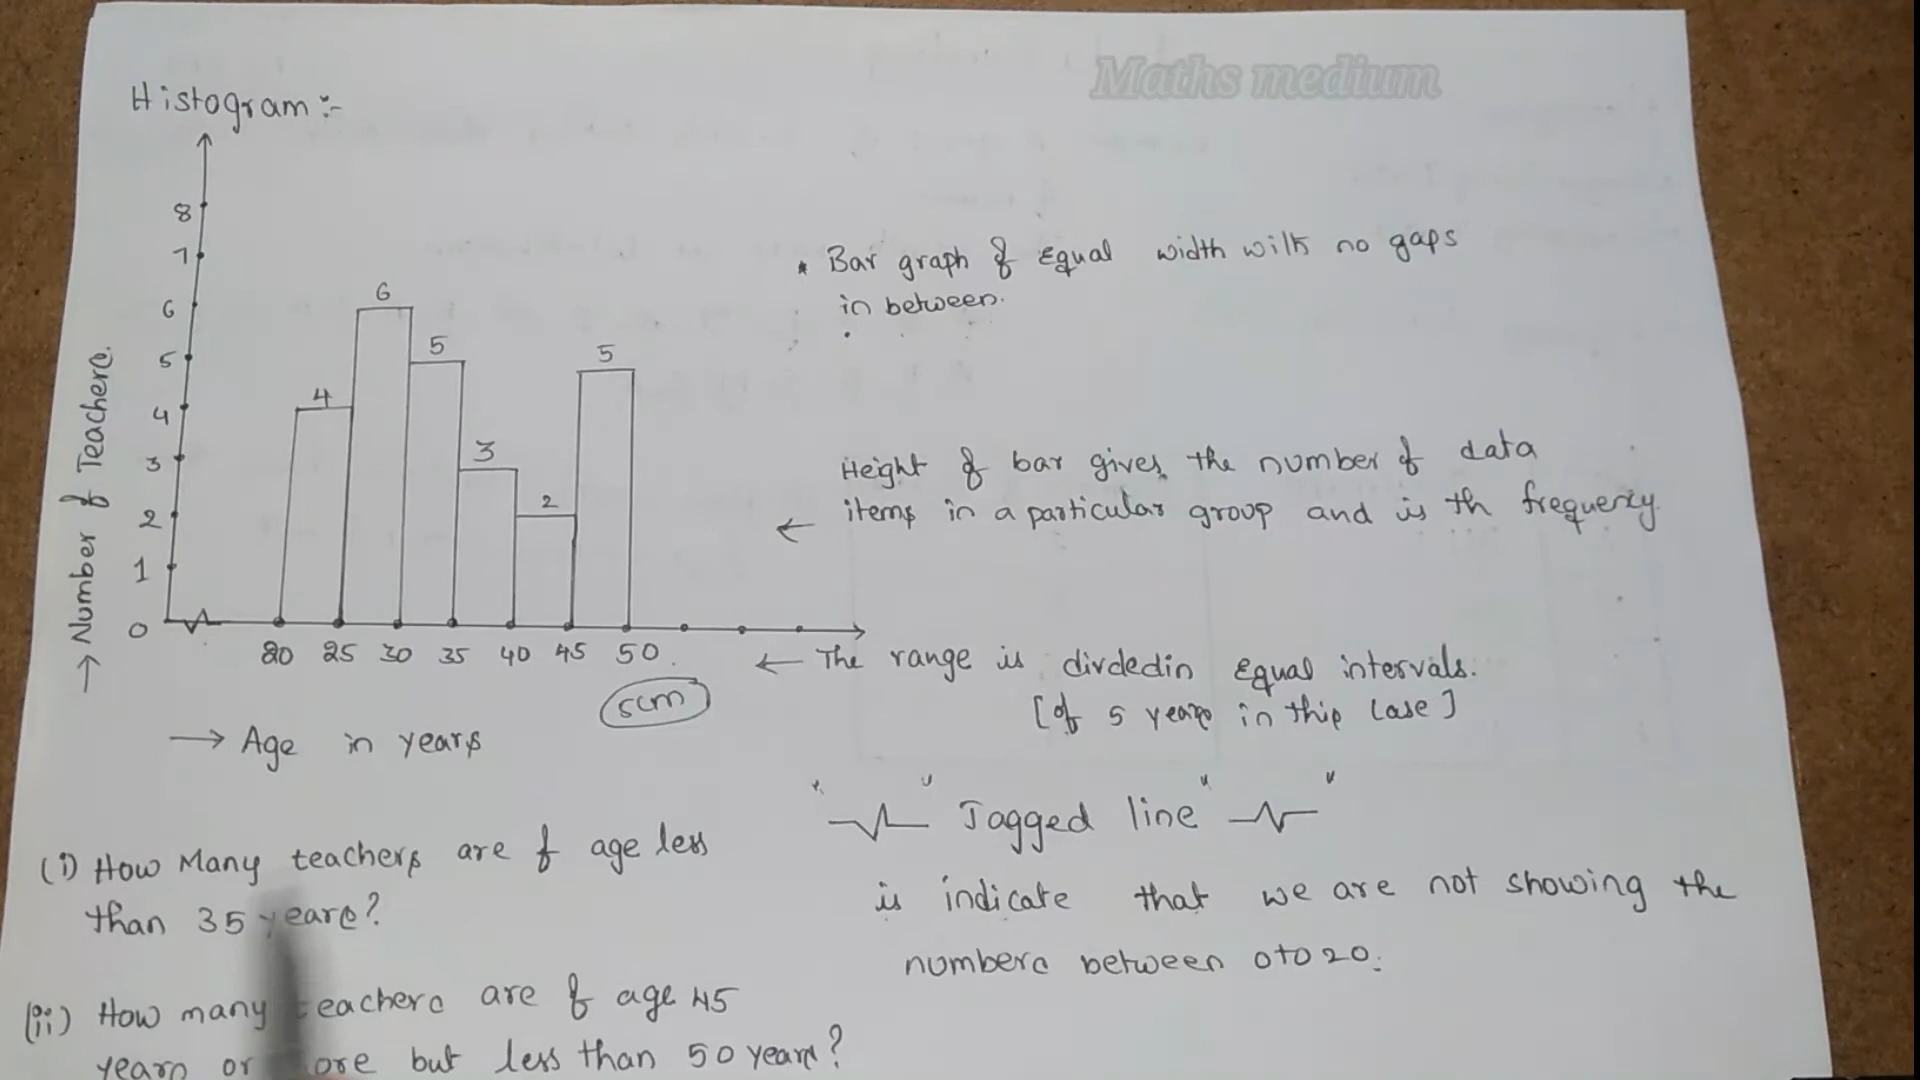 Maths medium
Histogram :-
8
7
6
5
4
3
2
1
0
→ Number of Teachers.
4
6
5
3
2
5
20 25 30 35 40 45 50.
5cm
→ Age in years
* Bar graph of Equal width with no gaps
in between.
Height of bar gives the number of data
← items in a particular group and is th frequency
← The range is divdedin equal intervals.
[of 5 years in this case]
" " Jagged line " "
is indicate that we are not showing the
numbers between 0 to 20.
(i) How Many teachers are of age less
than 35 years?
(ii) How many teachers are of age 45
years or more but less than 50 years?